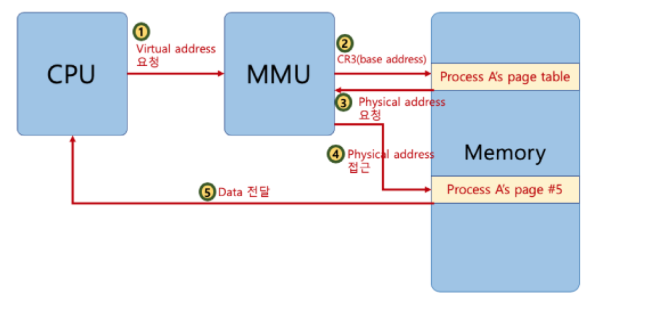 CPU
1
Virtual address
요청
MMU
2
CR3(base address)
Process A's page table
3 Physical address
요청
4 Physical address
접근
Memory
Process A's page #5
5 Data 전달